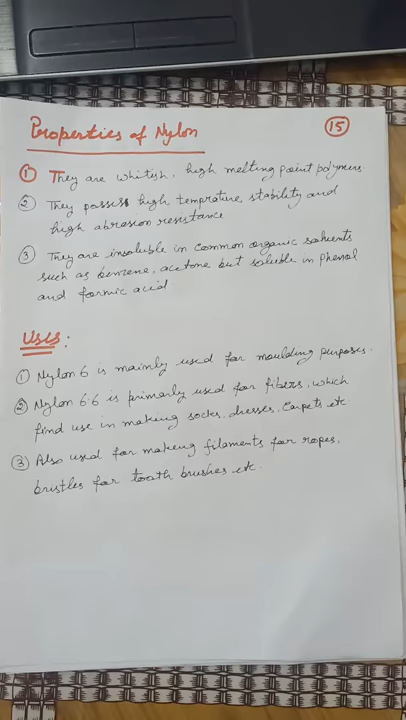 Properties of Nylon
15
① They are whitish, high melting point polymers.
② They possess high temprature, stability and
high abrasion resistance
③ They are insoluble in common organic solvents
such as benzene, acetone but soluble in phenol
and formic acid
Uses:
① Nylon 6 is mainly used for moulding purposes.
② Nylon 6.6 is primarly used for fibers, which
find use in making socks, dresses, carpets etc
③ Also used for making filaments for ropes,
bristles for tooth brushes etc.